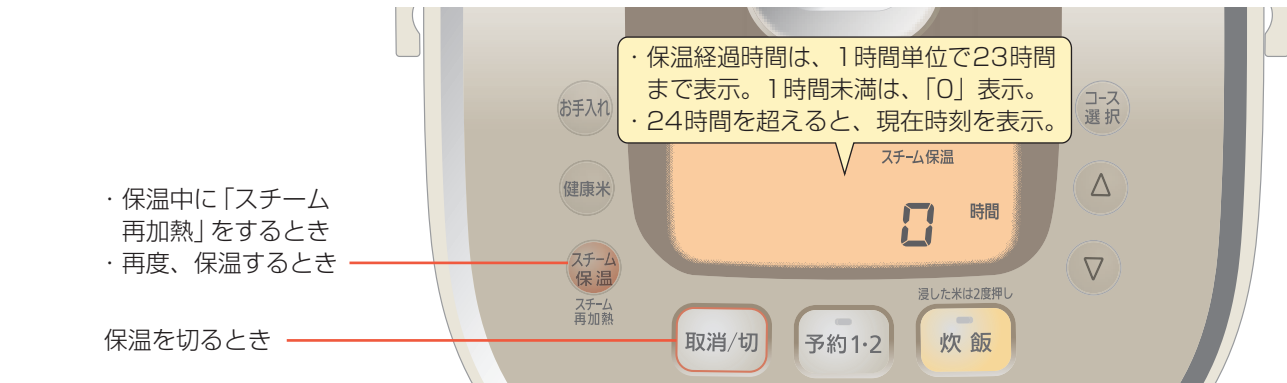 ・保温経過時間は、1時間単位で23時間
まで表示。1時間未満は、「0」表示。
・24時間を超えると、現在時刻を表示。
お手入れ
コース
選択
スチーム保温
健康米
0 時間
・保温中に「スチーム
再加熱」をするとき
・再度、保温するとき
スチーム
保温
スチーム
再加熱
浸した米は2度押し
保温を切るとき
取消/切
予約1・2
炊飯